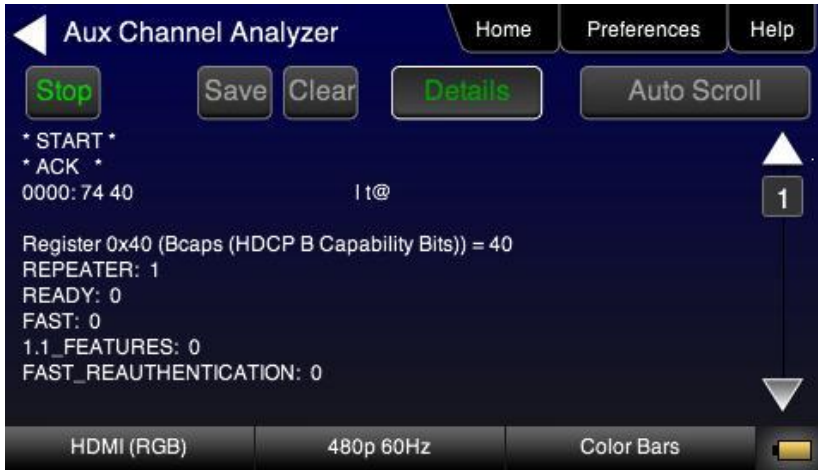 Aux Channel Analyzer Home Preferences Help
Stop Save Clear Details Auto Scroll
* START *
* ACK *
0000: 74 40 | t@
1
Register 0x40 (Bcaps (HDCP B Capability Bits)) = 40
REPEATER: 1
READY: 0
FAST: 0
1.1_FEATURES: 0
FAST_REAUTHENTICATION: 0
HDMI (RGB) 480p 60Hz Color Bars